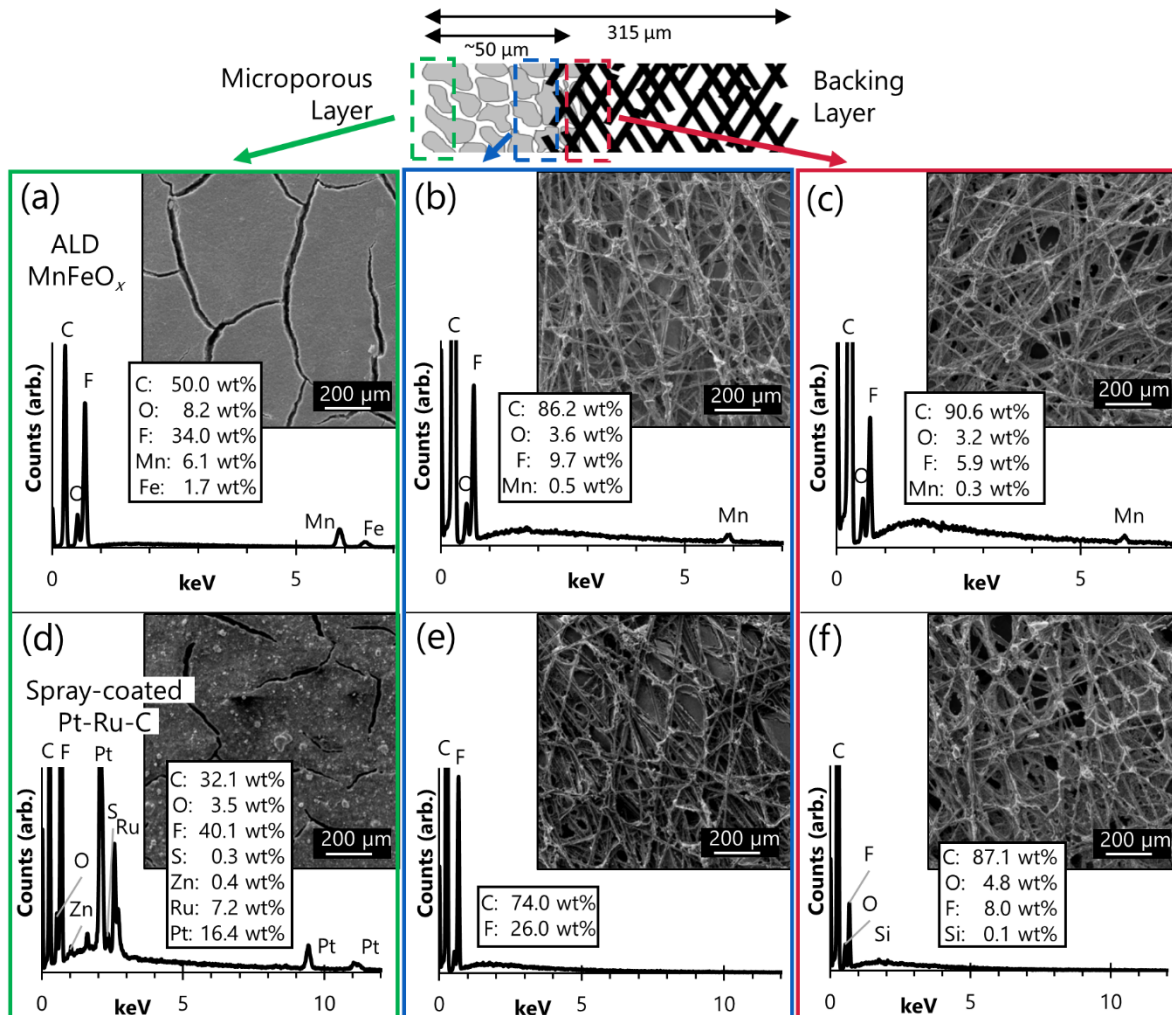 315 µm
~50 µm
Microporous
Layer
Backing
Layer
(a)
ALD
MnFeOx
C
F
O
Mn
Fe
C: 50.0 wt%
O: 8.2 wt%
F: 34.0 wt%
Mn: 6.1 wt%
Fe: 1.7 wt%
200 µm
Counts (arb.)
0
5
keV
(b)
C
F
O
Mn
C: 86.2 wt%
O: 3.6 wt%
F: 9.7 wt%
Mn: 0.5 wt%
200 µm
Counts (arb.)
0
5
keV
(c)
C
F
O
Mn
C: 90.6 wt%
O: 3.2 wt%
F: 5.9 wt%
Mn: 0.3 wt%
200 µm
Counts (arb.)
0
5
keV
(d)
Spray-coated
Pt-Ru-C
C F Pt
S
Ru
O
Zn
Pt Pt
C: 32.1 wt%
O: 3.5 wt%
F: 40.1 wt%
S: 0.3 wt%
Zn: 0.4 wt%
Ru: 7.2 wt%
Pt: 16.4 wt%
200 µm
Counts (arb.)
0 5 10
keV
(e)
C
F
C: 74.0 wt%
F: 26.0 wt%
200 µm
Counts (arb.)
0 5 10
keV
(f)
C
F
O
Si
C: 87.1 wt%
O: 4.8 wt%
F: 8.0 wt%
Si: 0.1 wt%
200 µm
Counts (arb.)
0 5 10
keV